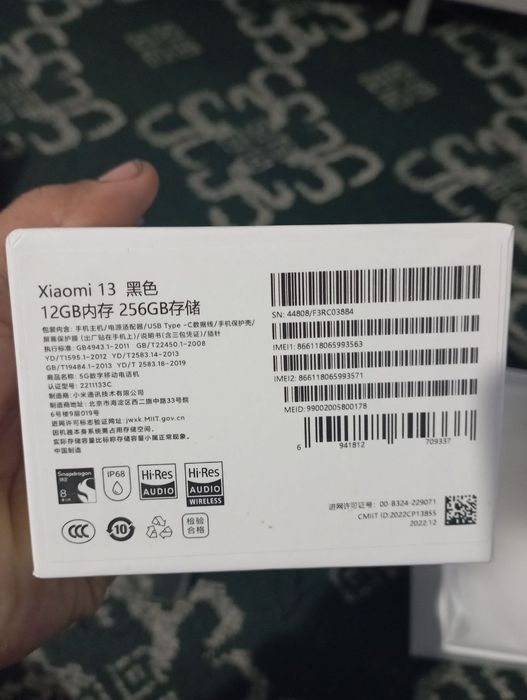 Xiaomi 13 黑色
12GB内存 256GB存储
包装内含: 手机主机/电源适配器/USB Type -C数据线/手机保护壳/
屏幕保护膜 (出厂贴在手机上)/说明书(含三包凭证)/插针
执行标准: GB4943.1-2011 GB/T22450.1-2008
YD/T1595.1-2012 YD/T2583.14-2013
GB/T19484.1-2013 YD/T 2583.18-2019
商品名称: 5G数字移动电话机
认证型号: 2211133C
制造商: 小米通讯技术有限公司
制造商地址: 北京市海淀区西二旗中路33号院
6号楼9层019号
进网许可标志验证网址: jwxk.MIIT.gov.cn
因机器本身系统需占用存储空间,
实际存储容量比标称存储容量小属正常现象。
中国制造
SN: 44808/F3RC03884
IMEI1: 866118065993563
IMEI2: 866118065993571
MEID: 99002005800178
6 941812 709337
Snapdragon
8
IP68
Hi-Res
AUDIO
Hi-Res
AUDIO
WIRELESS
CCC
10
检验
合格
进网许可证号: 00-B324-229071
CMIIT ID:2022CP13855
2022.12